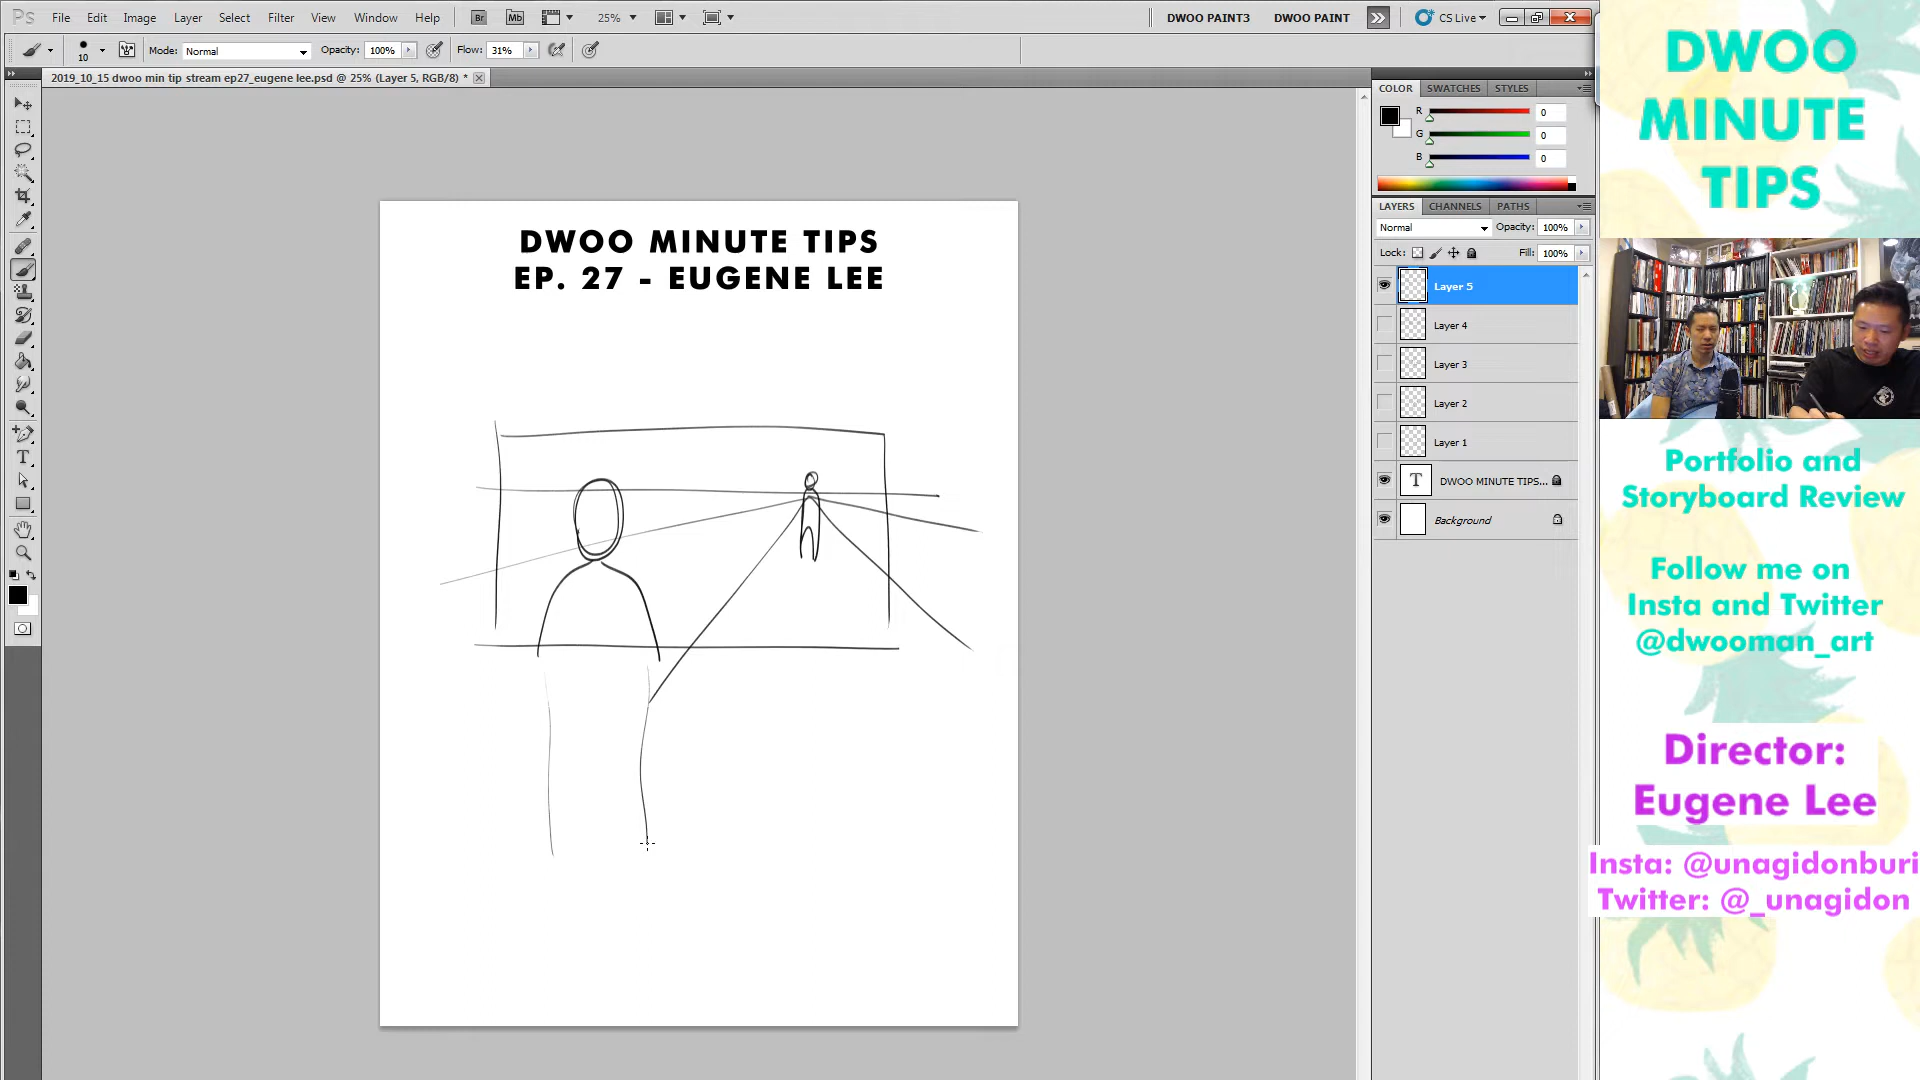 Ps File Edit Image Layer Select Filter View Window Help Br Mb 25% DWOO PAINT3 DWOO PAINT CS Live
10 Mode: Normal Opacity: 100% Flow: 31%
2019_10_15 dwoo min tip stream ep27_eugene lee.psd @ 25% (Layer 5, RGB/8) *
COLOR SWATCHES STYLES
R 0
G 0
B 0
LAYERS CHANNELS PATHS
Normal Opacity: 100%
Lock: Fill: 100%
Layer 5
Layer 4
Layer 3
Layer 2
Layer 1
T DWOO MINUTE TIPS...
Background
DWOO MINUTE TIPS
EP. 27 - EUGENE LEE
DWOO
MINUTE
TIPS
Portfolio and
Storyboard Review
Follow me on
Insta and Twitter
@dwooman_art
Director:
Eugene Lee
Insta: @unagidonburi
Twitter: @_unagidon